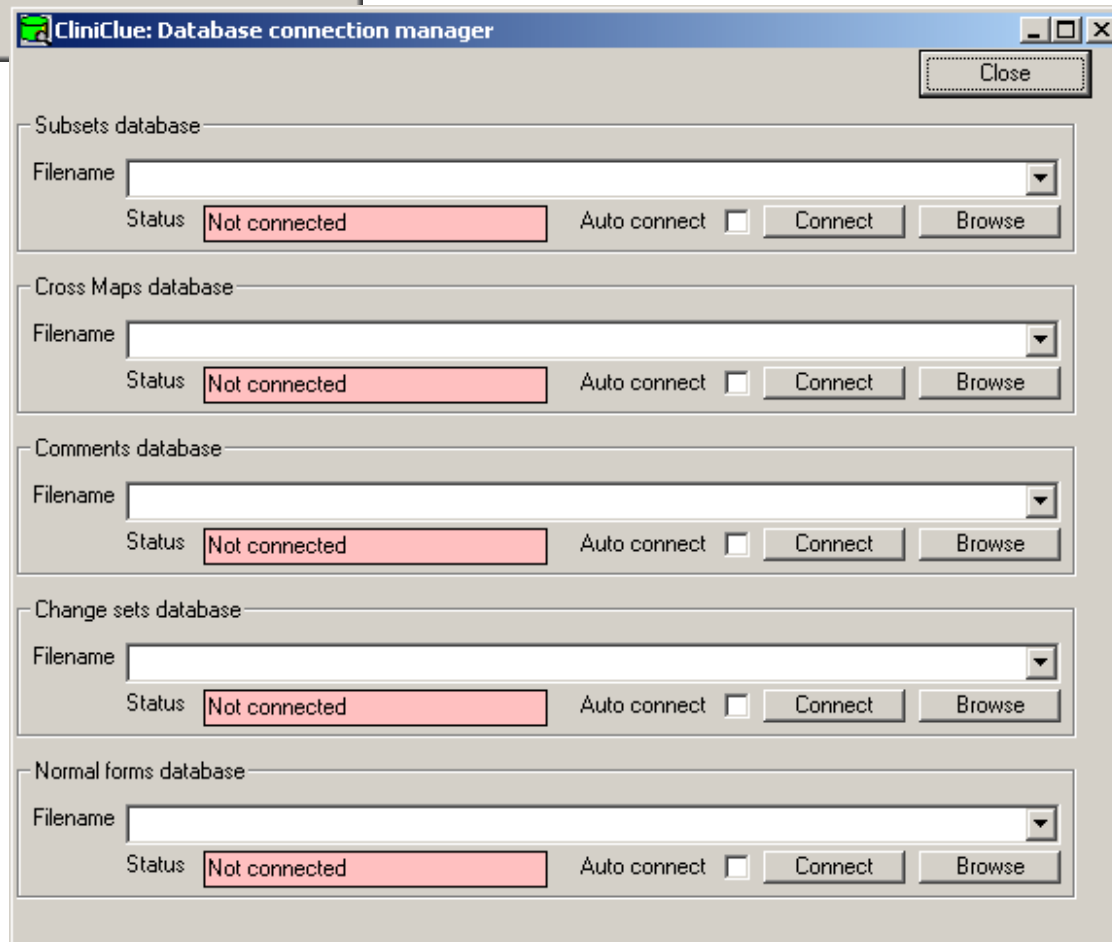 CliniClue: Database connection manager
Close
Subsets database
Filename
Status Not connected Auto connect Connect Browse
Cross Maps database
Filename
Status Not connected Auto connect Connect Browse
Comments database
Filename
Status Not connected Auto connect Connect Browse
Change sets database
Filename
Status Not connected Auto connect Connect Browse
Normal forms database
Filename
Status Not connected Auto connect Connect Browse